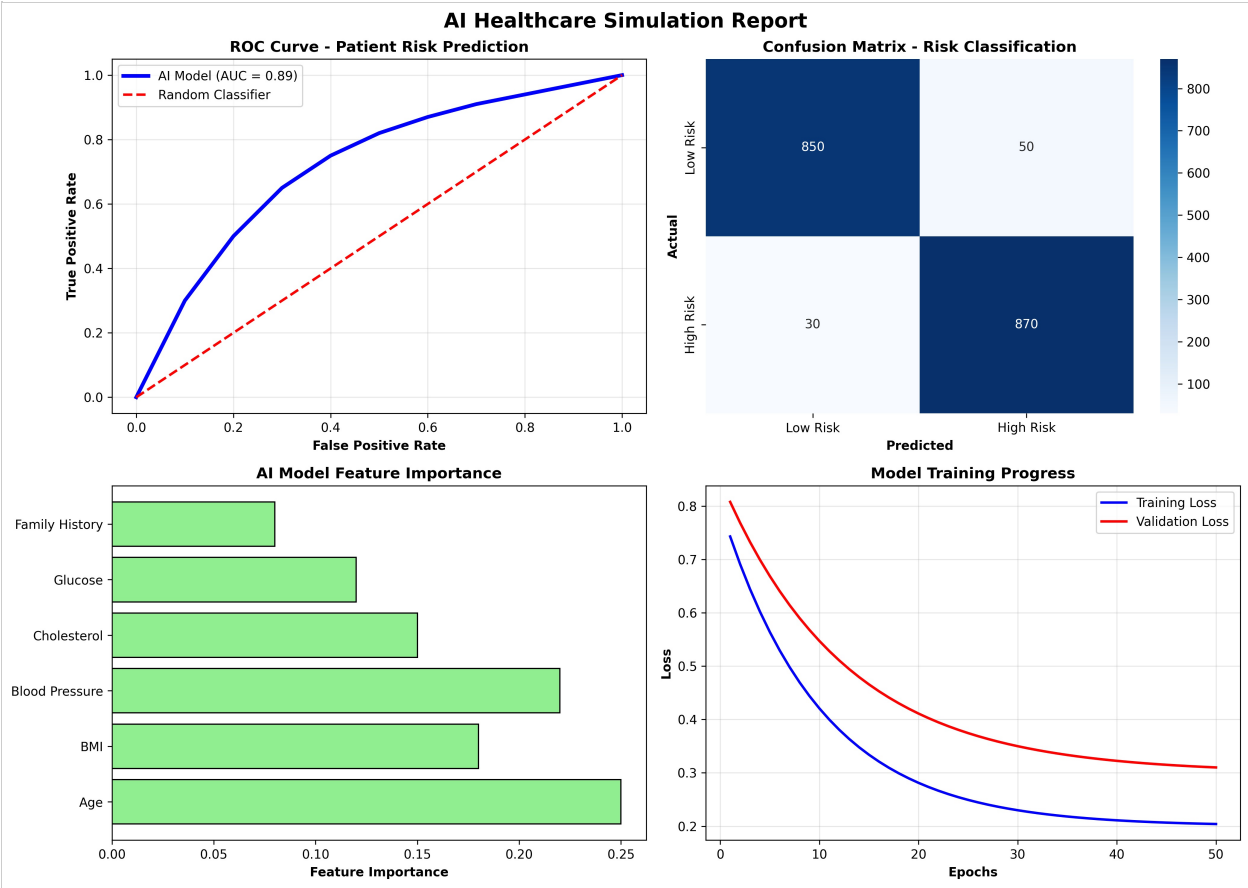 AI Healthcare Simulation Report
ROC Curve - Patient Risk Prediction
AI Model (AUC = 0.89)
Random Classifier
True Positive Rate
1.0
0.8
0.6
0.4
0.2
0.0
0.0 0.2 0.4 0.6 0.8 1.0
False Positive Rate
Confusion Matrix - Risk Classification
Actual
Low Risk
High Risk
850 50
30 870
Low Risk High Risk
Predicted
800
700
600
500
400
300
200
100
AI Model Feature Importance
Family History
Glucose
Cholesterol
Blood Pressure
BMI
Age
0.00 0.05 0.10 0.15 0.20 0.25
Feature Importance
Model Training Progress
Training Loss
Validation Loss
Loss
0.8
0.7
0.6
0.5
0.4
0.3
0.2
0 10 20 30 40 50
Epochs